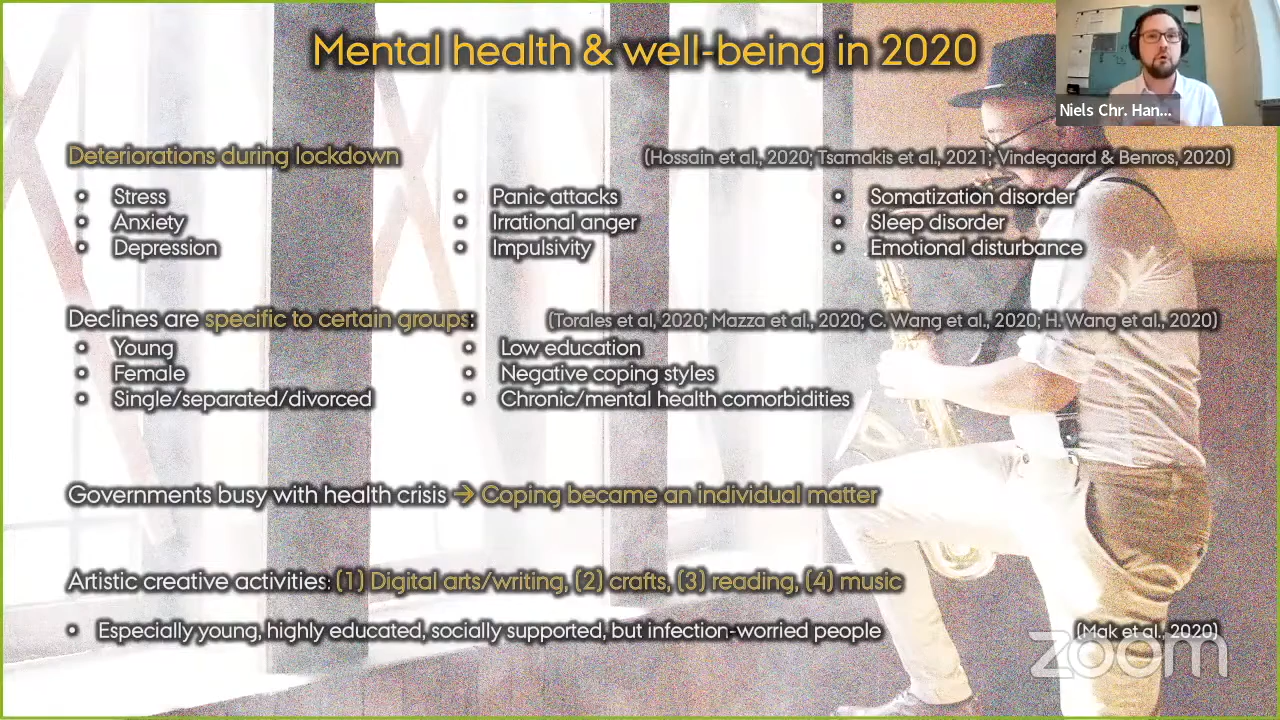 Mental health & well-being in 2020
Niels Chr. Han...
Deteriorations during lockdown (Hossain et al., 2020; Tsamakis et al., 2021; Vindegaard & Benros, 2020)
• Stress • Panic attacks • Somatization disorder
• Anxiety • Irrational anger • Sleep disorder
• Depression • Impulsivity • Emotional disturbance
Declines are specific to certain groups: (Torales et al, 2020; Mazza et al., 2020; C. Wang et al., 2020; H. Wang et al., 2020)
• Young • Low education
• Female • Negative coping styles
• Single/separated/divorced • Chronic/mental health comorbidities
Governments busy with health crisis → Coping became an individual matter
Artistic creative activities: (1) Digital arts/writing, (2) crafts, (3) reading, (4) music
• Especially young, highly educated, socially supported, but infection-worried people (Mak et al., 2020)
zoom